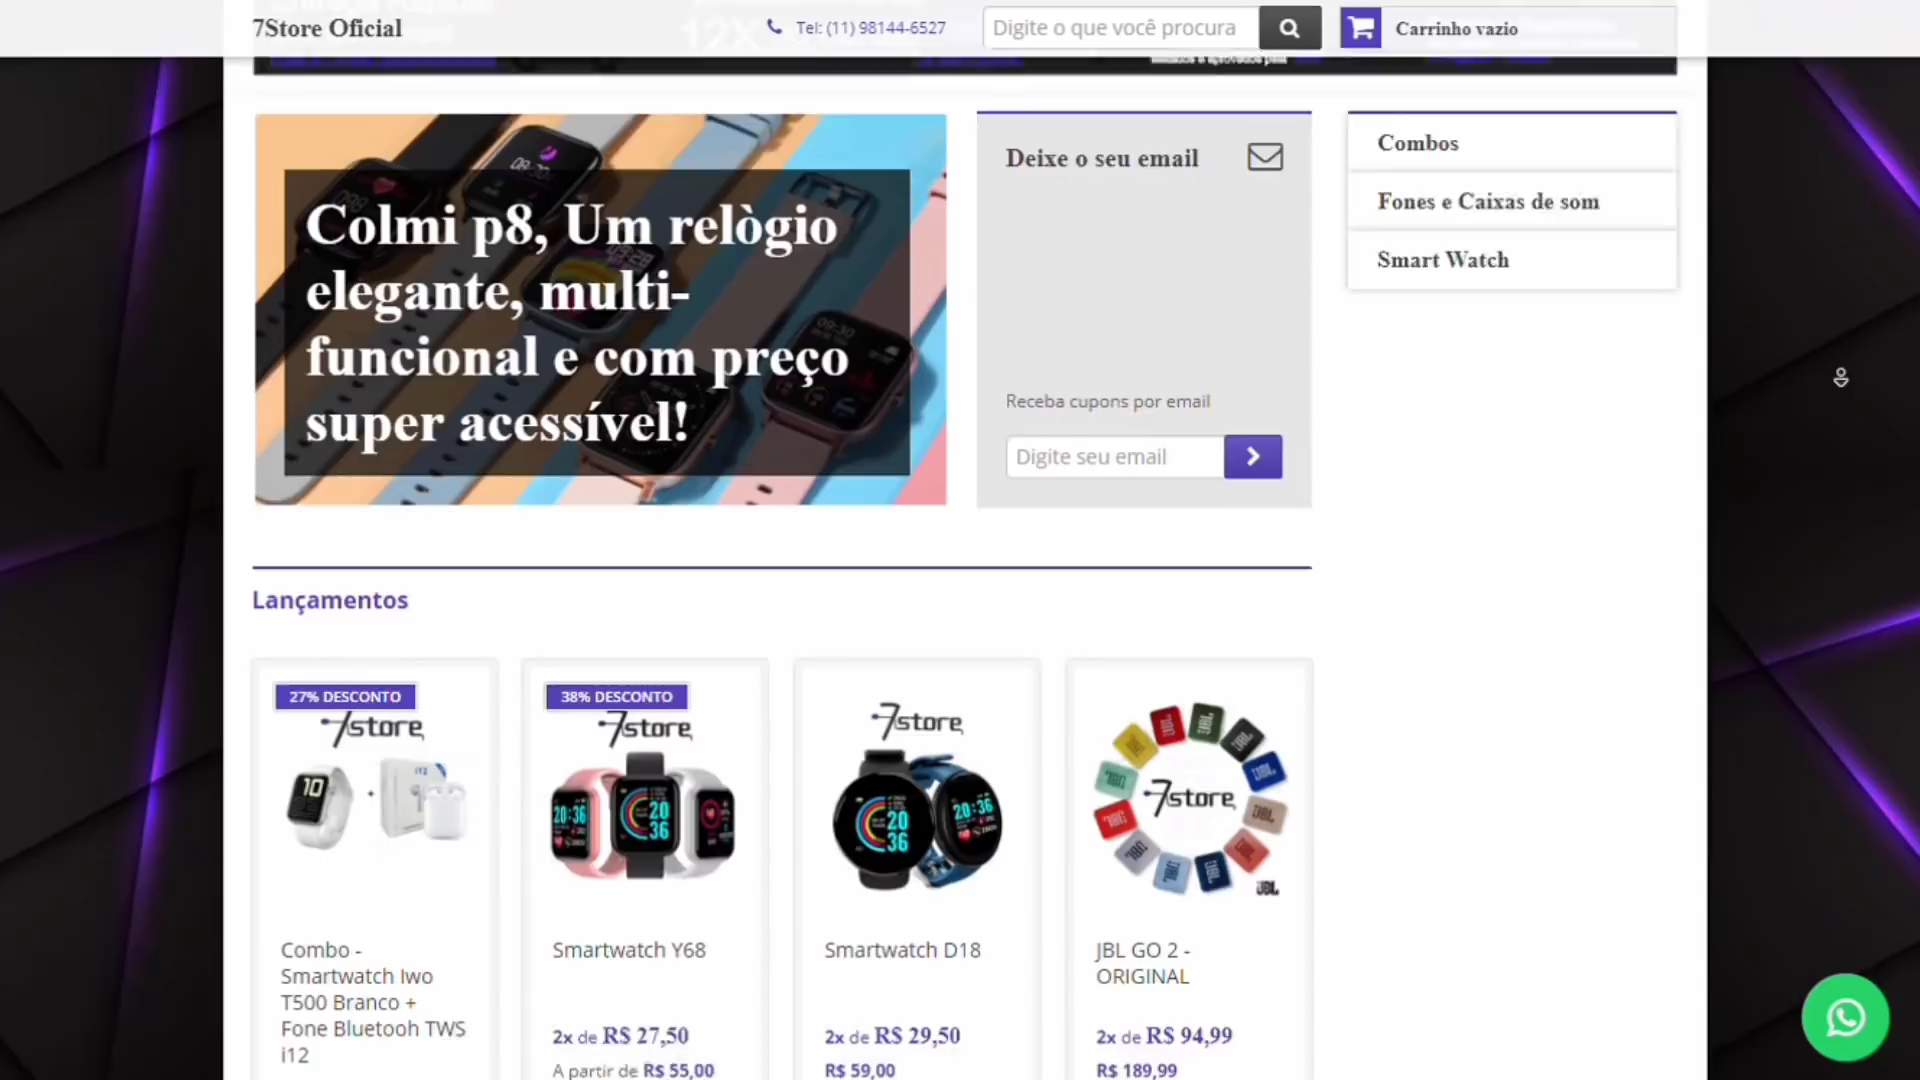 7Store Oficial
Tel: (11) 98144-6527
Digite o que você procura
Carrinho vazio
12X
Colmi p8, Um relògio
elegante, multi-
funcional e com preço
super acessível!
Deixe o seu email
Receba cupons por email
Digite seu email
Combos
Fones e Caixas de som
Smart Watch
Lançamentos
27% DESCONTO
7store
Combo -
Smartwatch Iwo
T500 Branco +
Fone Bluetooh TWS
i12
38% DESCONTO
7store
Smartwatch Y68
2x de R$ 27,50
A partir de R$ 55,00
7store
Smartwatch D18
2x de R$ 29,50
R$ 59,00
7store
JBL
JBL GO 2 -
ORIGINAL
2x de R$ 94,99
R$ 189,99